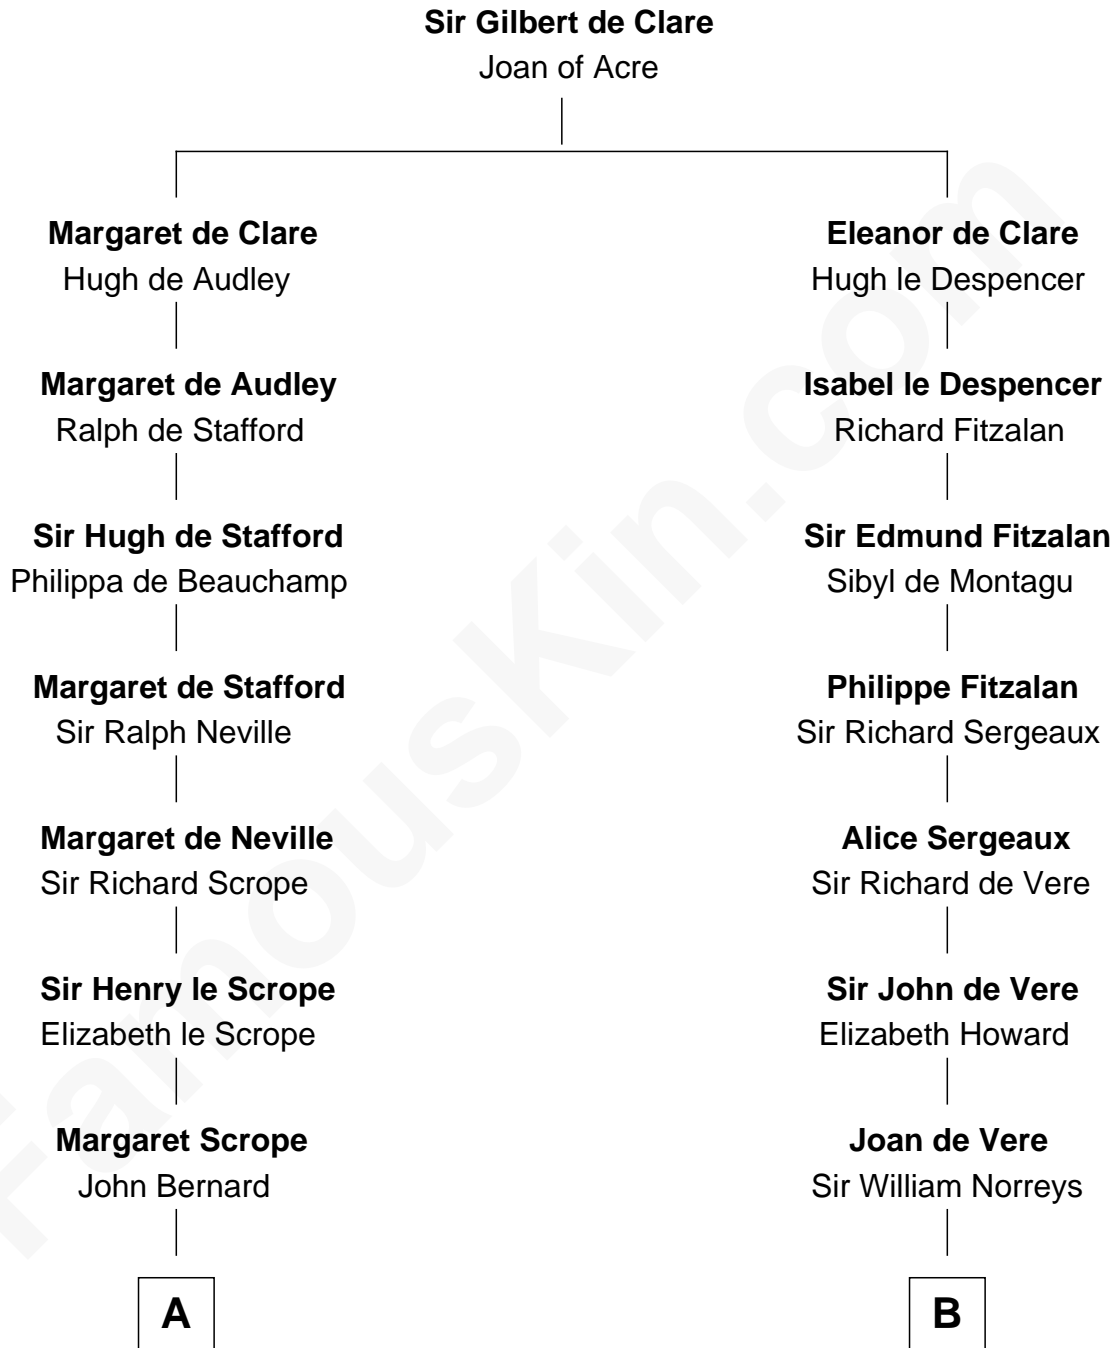 Sir Gilbert de Clare
Joan of Acre
Margaret de Clare
Hugh de Audley
Eleanor de Clare
Hugh le Despencer
Margaret de Audley
Ralph de Stafford
Isabel le Despencer
Richard Fitzalan
Sir Hugh de Stafford
Philippa de Beauchamp
Sir Edmund Fitzalan
Sibyl de Montagu
Margaret de Stafford
Sir Ralph Neville
Philippe Fitzalan
Sir Richard Sergeaux
Margaret de Neville
Sir Richard Scrope
Alice Sergeaux
Sir Richard de Vere
Sir Henry le Scrope
Elizabeth le Scrope
Sir John de Vere
Elizabeth Howard
Margaret Scrope
John Bernard
Joan de Vere
Sir William Norreys
A
B
FamousKin.com